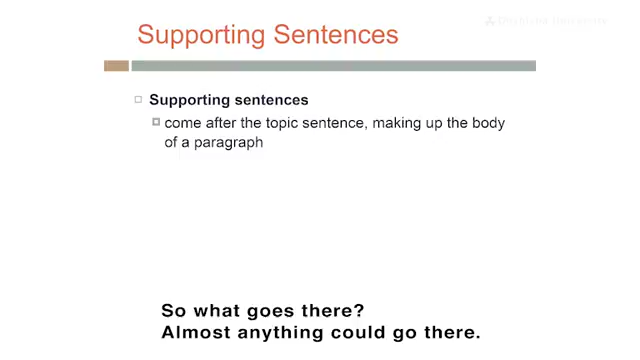 Supporting Sentences
Supporting sentences
come after the topic sentence, making up the body
of a paragraph
So what goes there?
Almost anything could go there.